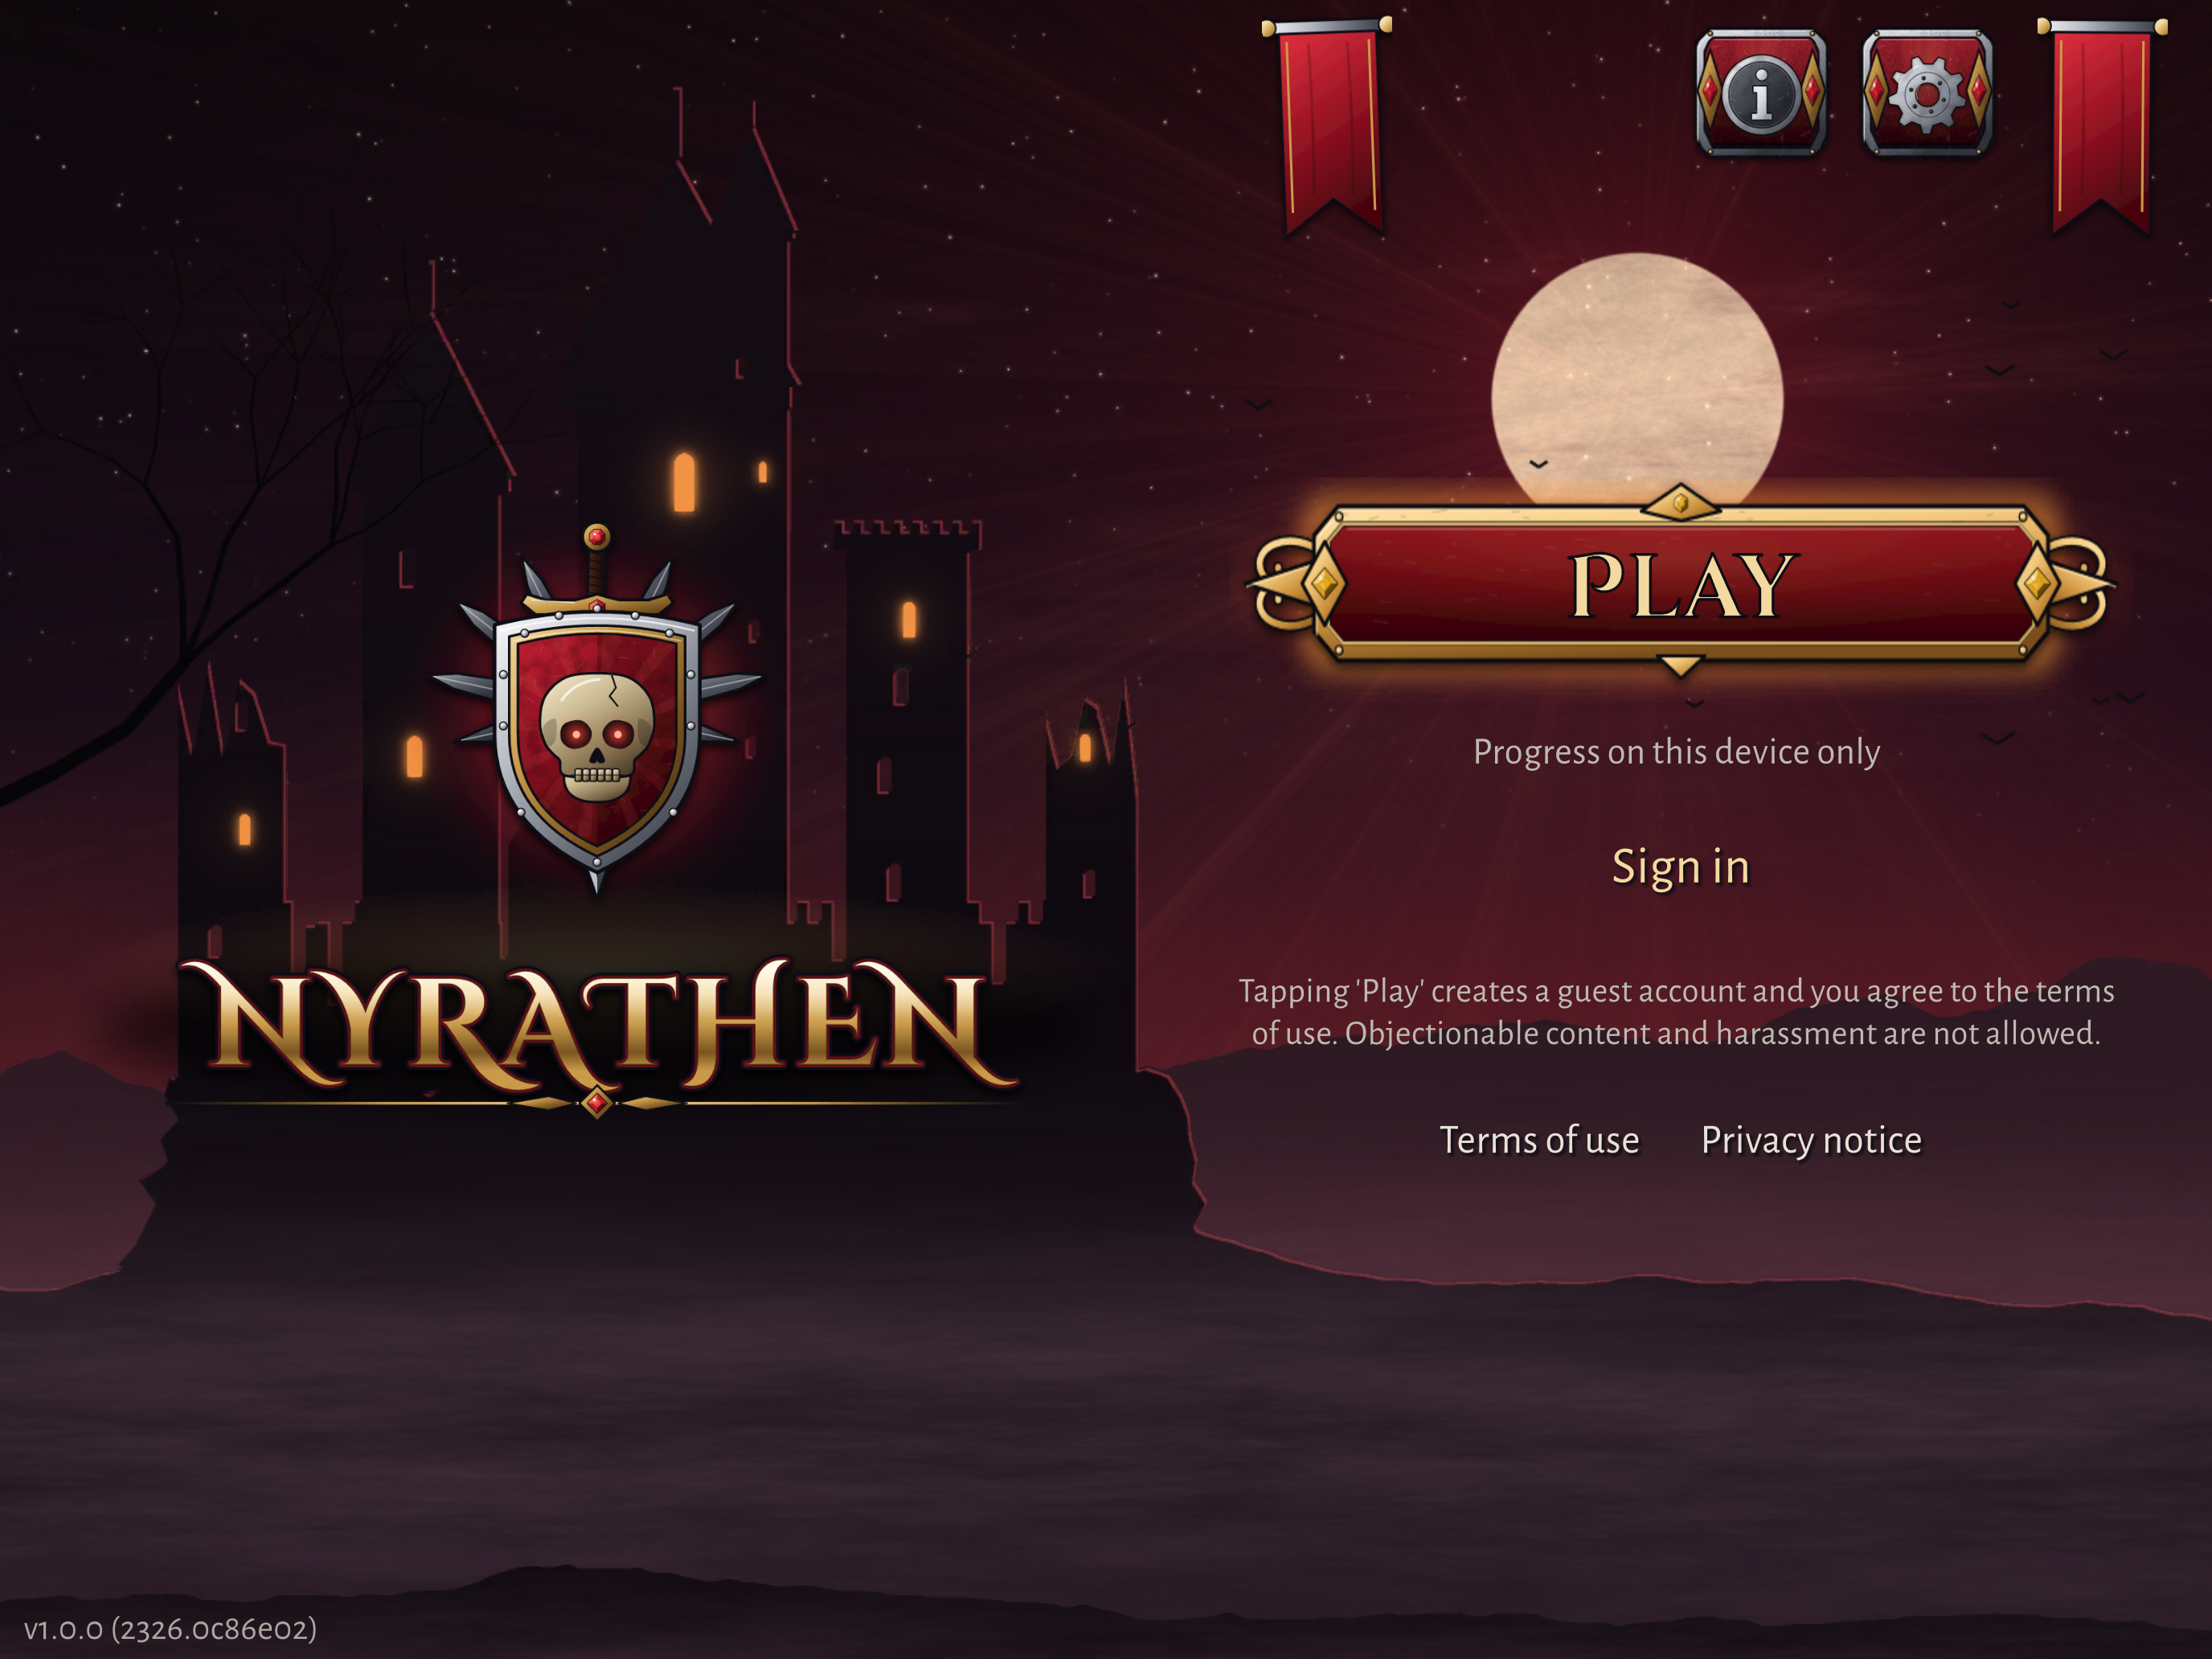 NYRATHEN
PLAY
Progress on this device only
Sign in
Tapping 'Play' creates a guest account and you agree to the terms
of use. Objectionable content and harassment are not allowed.
Terms of use
Privacy notice
v1.0.0 (2326.0c86e02)